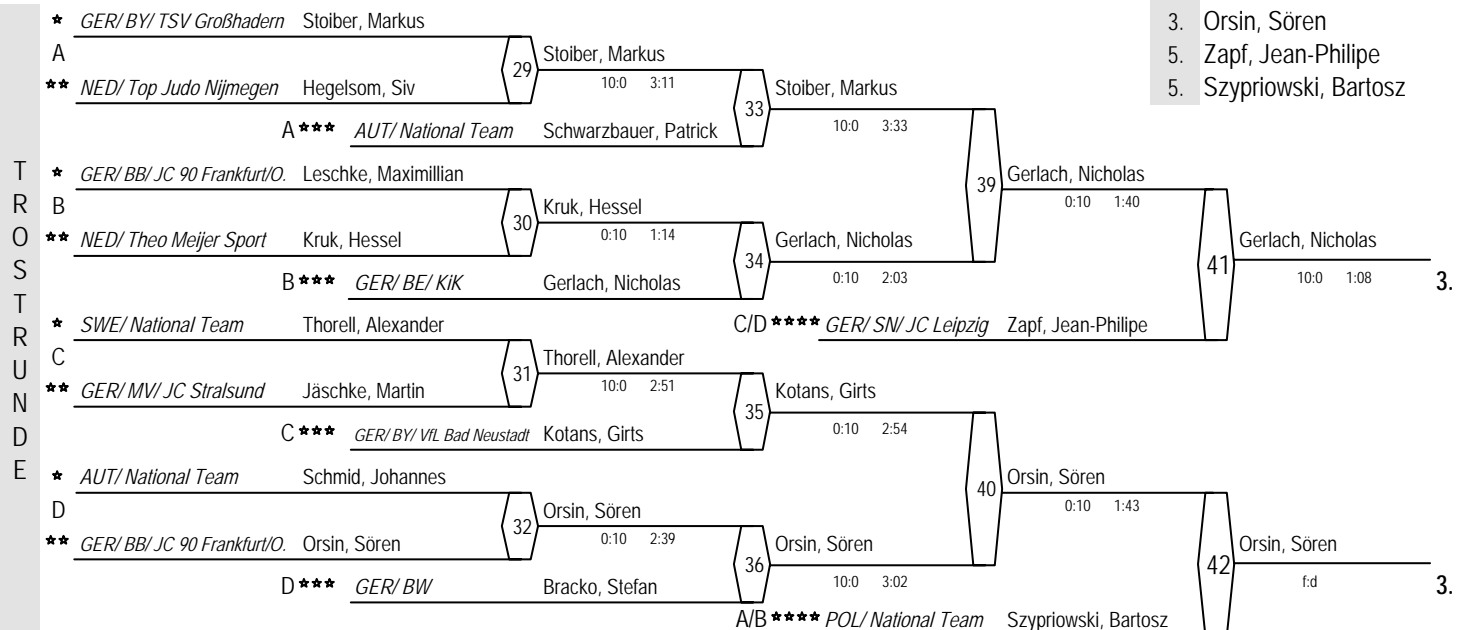 TROSTRUNDE
3. Orsin, Sören
5. Zapf, Jean-Philipe
5. Szypriowski, Bartosz
* GER/ BY/ TSV Großhadern Stoiber, Markus
A
29 Stoiber, Markus
10:0 3:11
** NED/ Top Judo Nijmegen Hegelsom, Siv
33 Stoiber, Markus
10:0 3:33
A *** AUT/ National Team Schwarzbauer, Patrick
* GER/ BB/ JC 90 Frankfurt/O. Leschke, Maximillian
39 Gerlach, Nicholas
0:10 1:40
B
30 Kruk, Hessel
0:10 1:14
** NED/ Theo Meijer Sport Kruk, Hessel
34 Gerlach, Nicholas
0:10 2:03
B *** GER/ BE/ KiK Gerlach, Nicholas
41 Gerlach, Nicholas
10:0 1:08 3.
* SWE/ National Team Thorell, Alexander
C/D **** GER/ SN/ JC Leipzig Zapf, Jean-Philipe
C
31 Thorell, Alexander
10:0 2:51
** GER/ MV/ JC Stralsund Jäschke, Martin
35 Kotans, Girts
0:10 2:54
C *** GER/ BY/ VfL Bad Neustadt Kotans, Girts
* AUT/ National Team Schmid, Johannes
40 Orsin, Sören
0:10 1:43
D
32 Orsin, Sören
0:10 2:39
** GER/ BB/ JC 90 Frankfurt/O. Orsin, Sören
36 Orsin, Sören
10:0 3:02
42 Orsin, Sören
f:d 3.
D *** GER/ BW Bracko, Stefan
A/B **** POL/ National Team Szypriowski, Bartosz